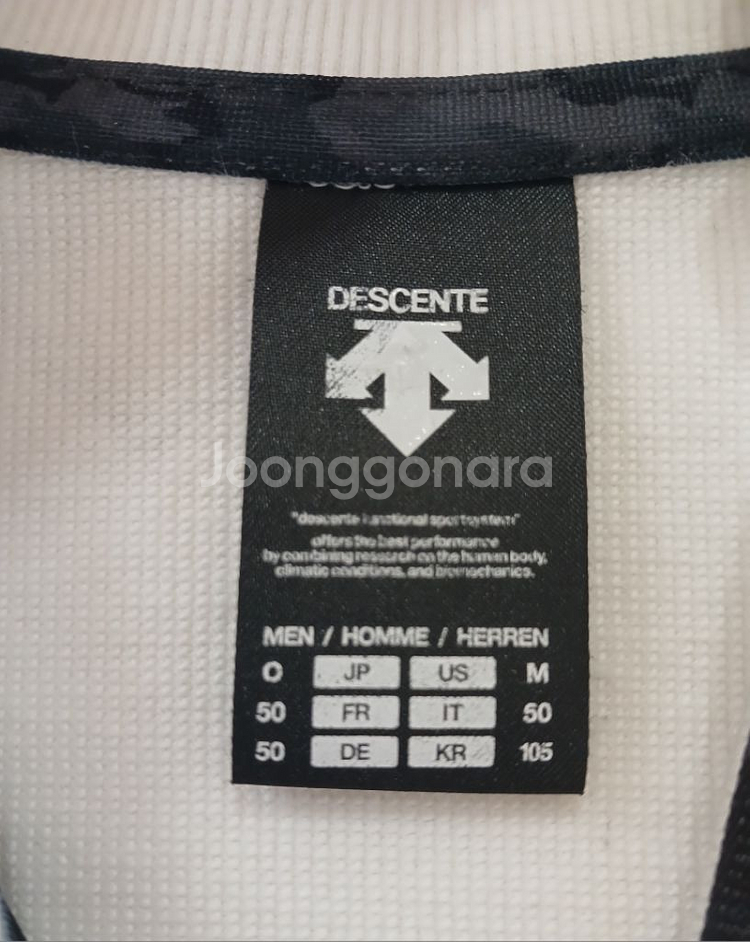 DESCENTE
Joonggonara
"descente functional sportsystem"
offers the best performance
by combining research on the human body,
climatic conditions, and biomechanics.
MEN / HOMME / HERREN
O JP US M
50 FR IT 50
50 DE KR 105